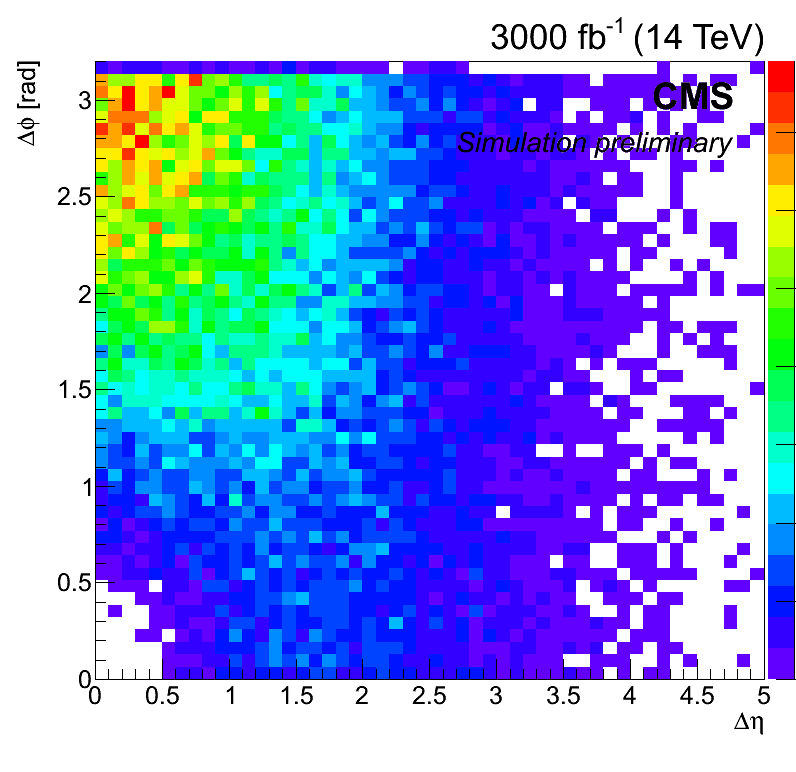 3000 fb-1 (14 TeV)
CMS
Simulation preliminary
Δϕ [rad]
3
2.5
2
1.5
1
0.5
0
0 0.5 1 1.5 2 2.5 3 3.5 4 4.5 5
Δη